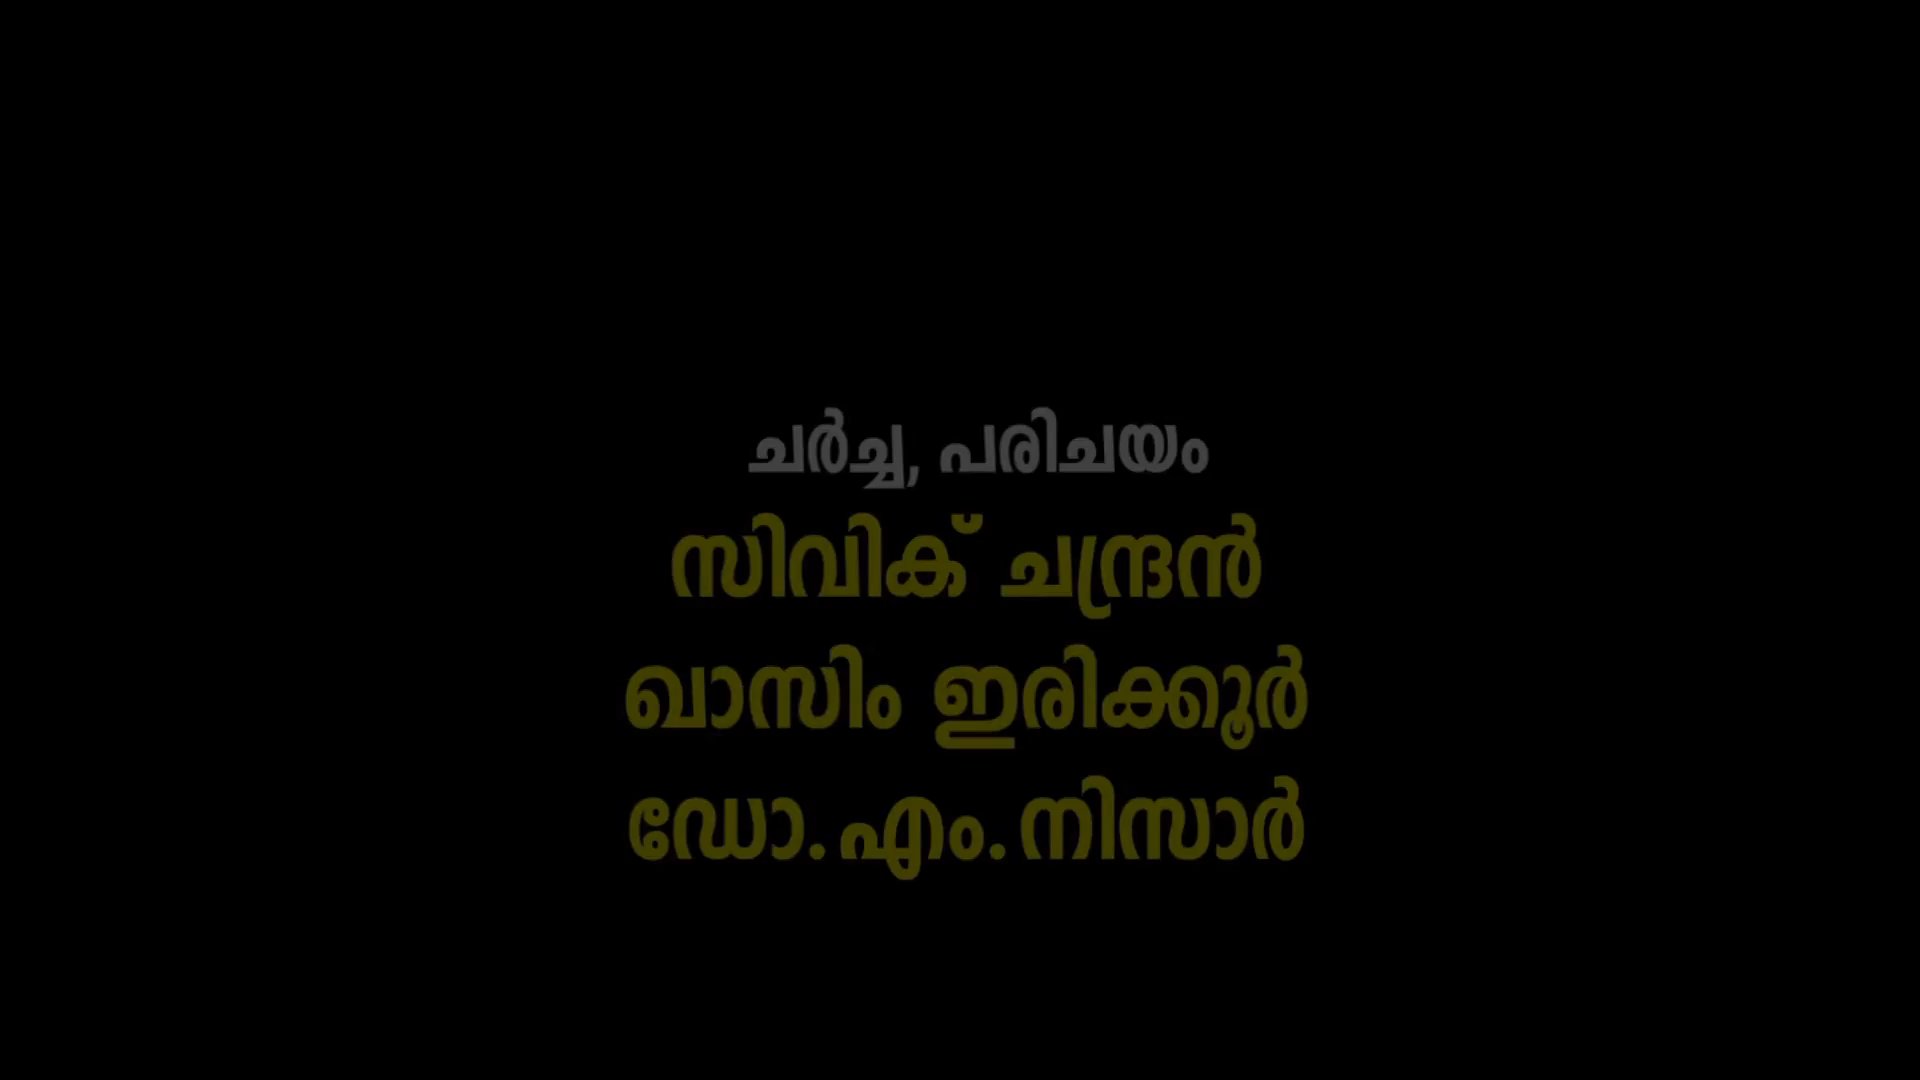 ചർച്ച, പരിചയം
സിവിക് ചന്ദ്രൻ
ഖാസിം ഇരിക്കൂർ
ഡോ.എം.നിസാർ